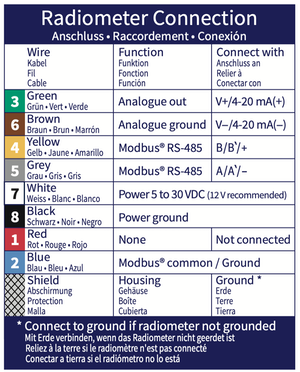 Radiometer Connection
Anschluss • Raccordement • Conexión
Wire Function Connect with
Kabel Funktion Anschluss an
Fil Fonction Relier à
Cable Función Conectar con
3 Green Analogue out V+/4-20 mA(+)
Grün • Vert • Verde
6 Brown Analogue ground V–/4-20 mA(–)
Braun • Brun • Marrón
4 Yellow Modbus® RS-485 B/B'/+
Gelb • Jaune • Amarillo
5 Grey Modbus® RS-485 A/A'/–
Grau • Gris • Gris
7 White Power 5 to 30 VDC (12 V recommended)
Weiss • Blanc • Blanco
8 Black Power ground
Schwarz • Noir • Negro
1 Red None Not connected
Rot • Rouge • Rojo
2 Blue Modbus® common / Ground
Blau • Bleu • Azul
Shield Housing Ground *
Abschirmung Gehäuse Erde
Protection Boîte Terre
Malla Cubierta Tierra
* Connect to ground if radiometer not grounded
Mit Erde verbinden, wenn das Radiometer nicht geerdet ist
Reliez à la terre si le radiomètre n'est pas connecté
Conectar a tierra si el radiómetro no lo está